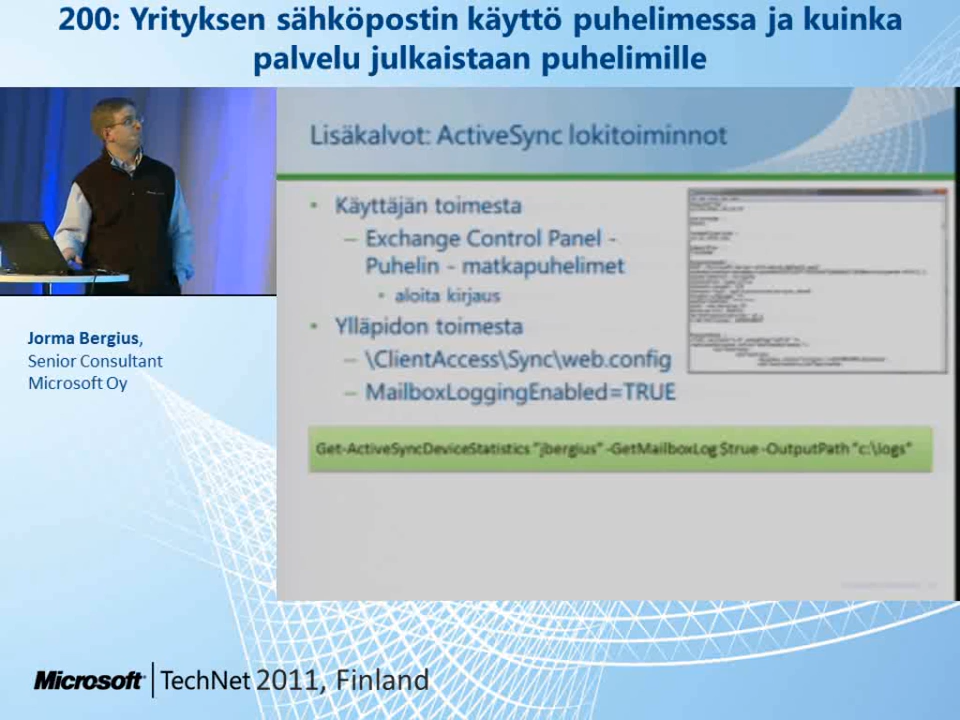 200: Yrityksen sähköpostin käyttö puhelimessa ja kuinka
palvelu julkaistaan puhelimille
Lisäkalvot: ActiveSync lokitoiminnot
• Käyttäjän toimesta
– Exchange Control Panel -
Puhelin - matkapuhelimet
• aloita kirjaus
• Ylläpidon toimesta
– \ClientAccess\Sync\web.config
– MailboxLoggingEnabled=TRUE
Get-ActiveSyncDeviceStatistics "jbergius" -GetMailboxLog $true -OutputPath "c:\logs"
Jorma Bergius,
Senior Consultant
Microsoft Oy
Microsoft TechNet 2011, Finland